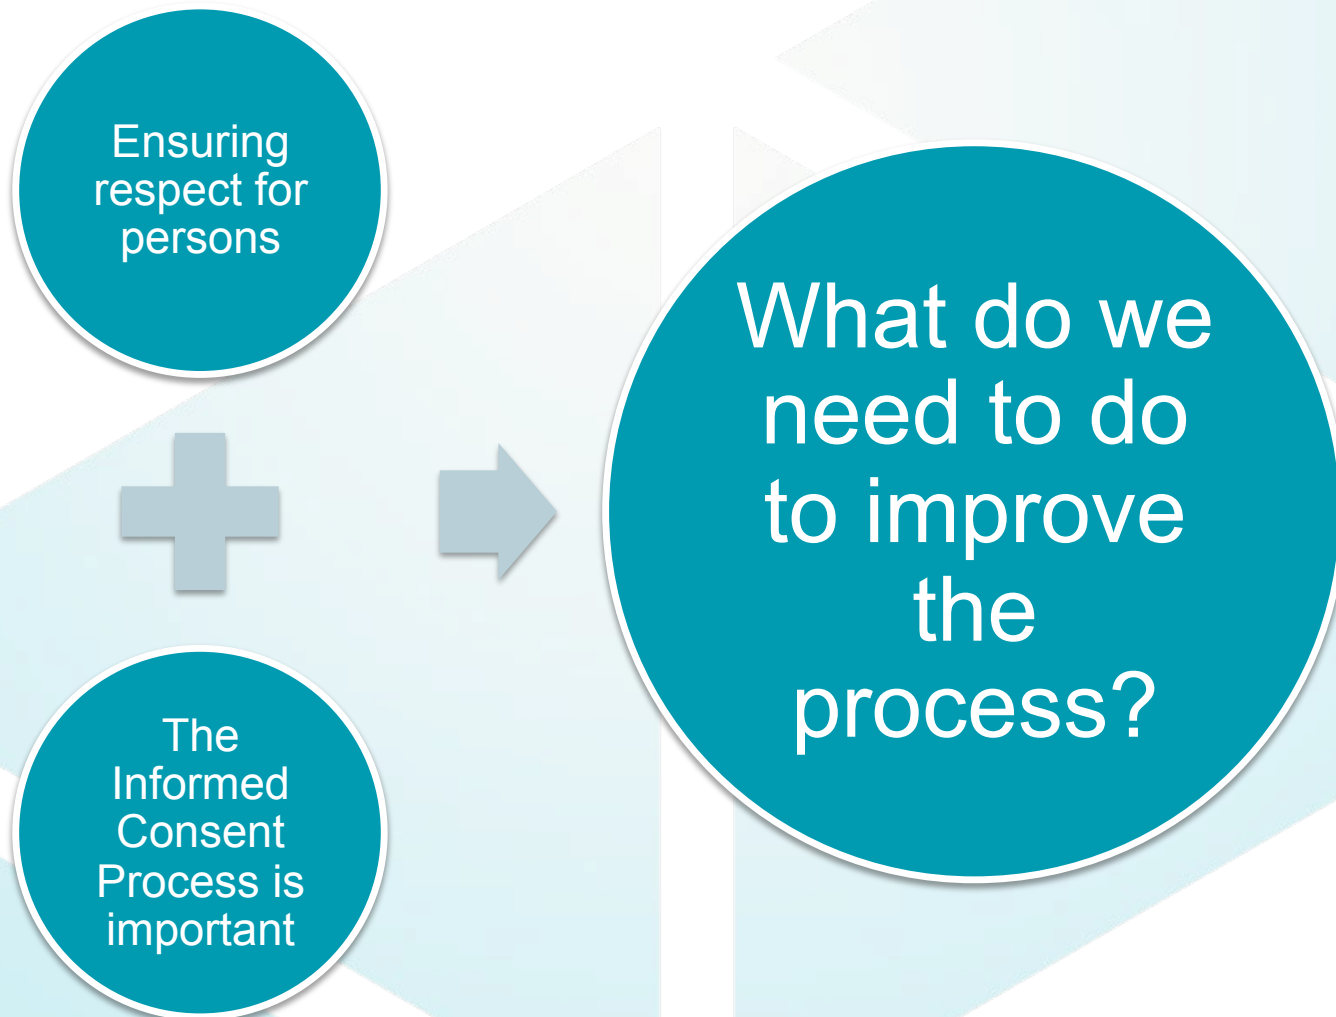 Ensuring
respect for
persons
The
Informed
Consent
Process is
important
What do we
need to do
to improve
the
process?